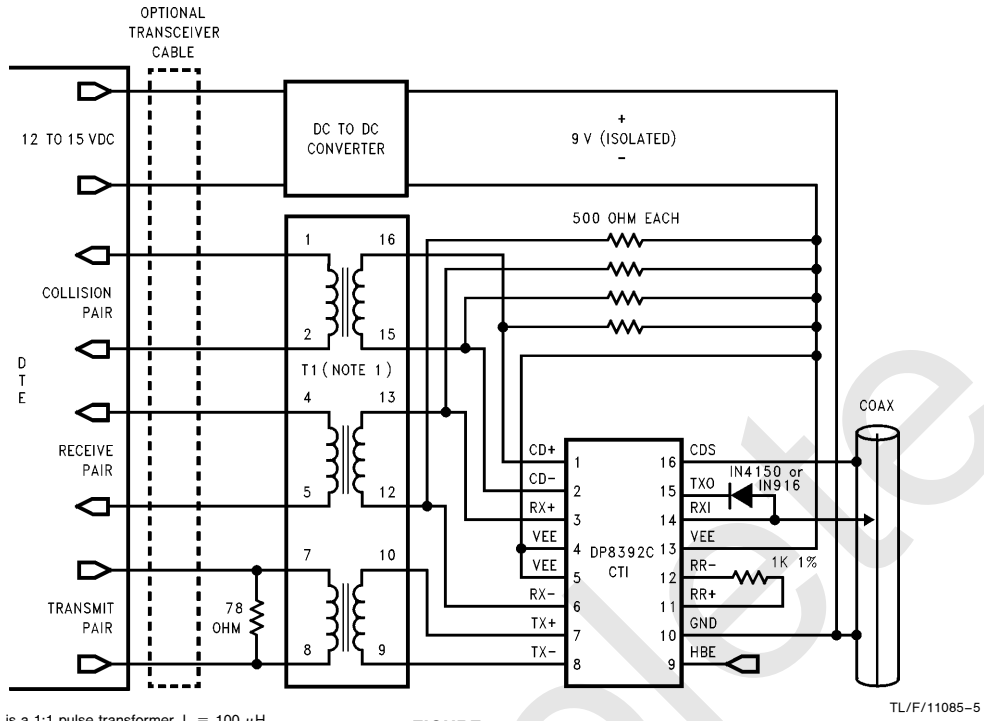 OPTIONAL
TRANSCEIVER
CABLE
12 TO 15 VDC
DC TO DC
CONVERTER
+
9 V (ISOLATED)
−
500 OHM EACH
1
16
COLLISION
PAIR
2
15
D
T
E
T1 (NOTE 1)
4
13
COAX
RECEIVE
PAIR
5
12
CD+
1
16
CDS
IN4150 or
IN916
CD-
2
15
TXO
RX+
3
14
RXI
VEE
4
13
VEE
DP8392C
CTI
VEE
5
12
RR-
1K 1%
RX-
6
11
RR+
7
10
TX+
7
10
GND
TRANSMIT
PAIR
78
OHM
8
9
TX-
8
9
HBE
TL/F/11085–5
is a 1:1 pulse transformer, L = 100 μH